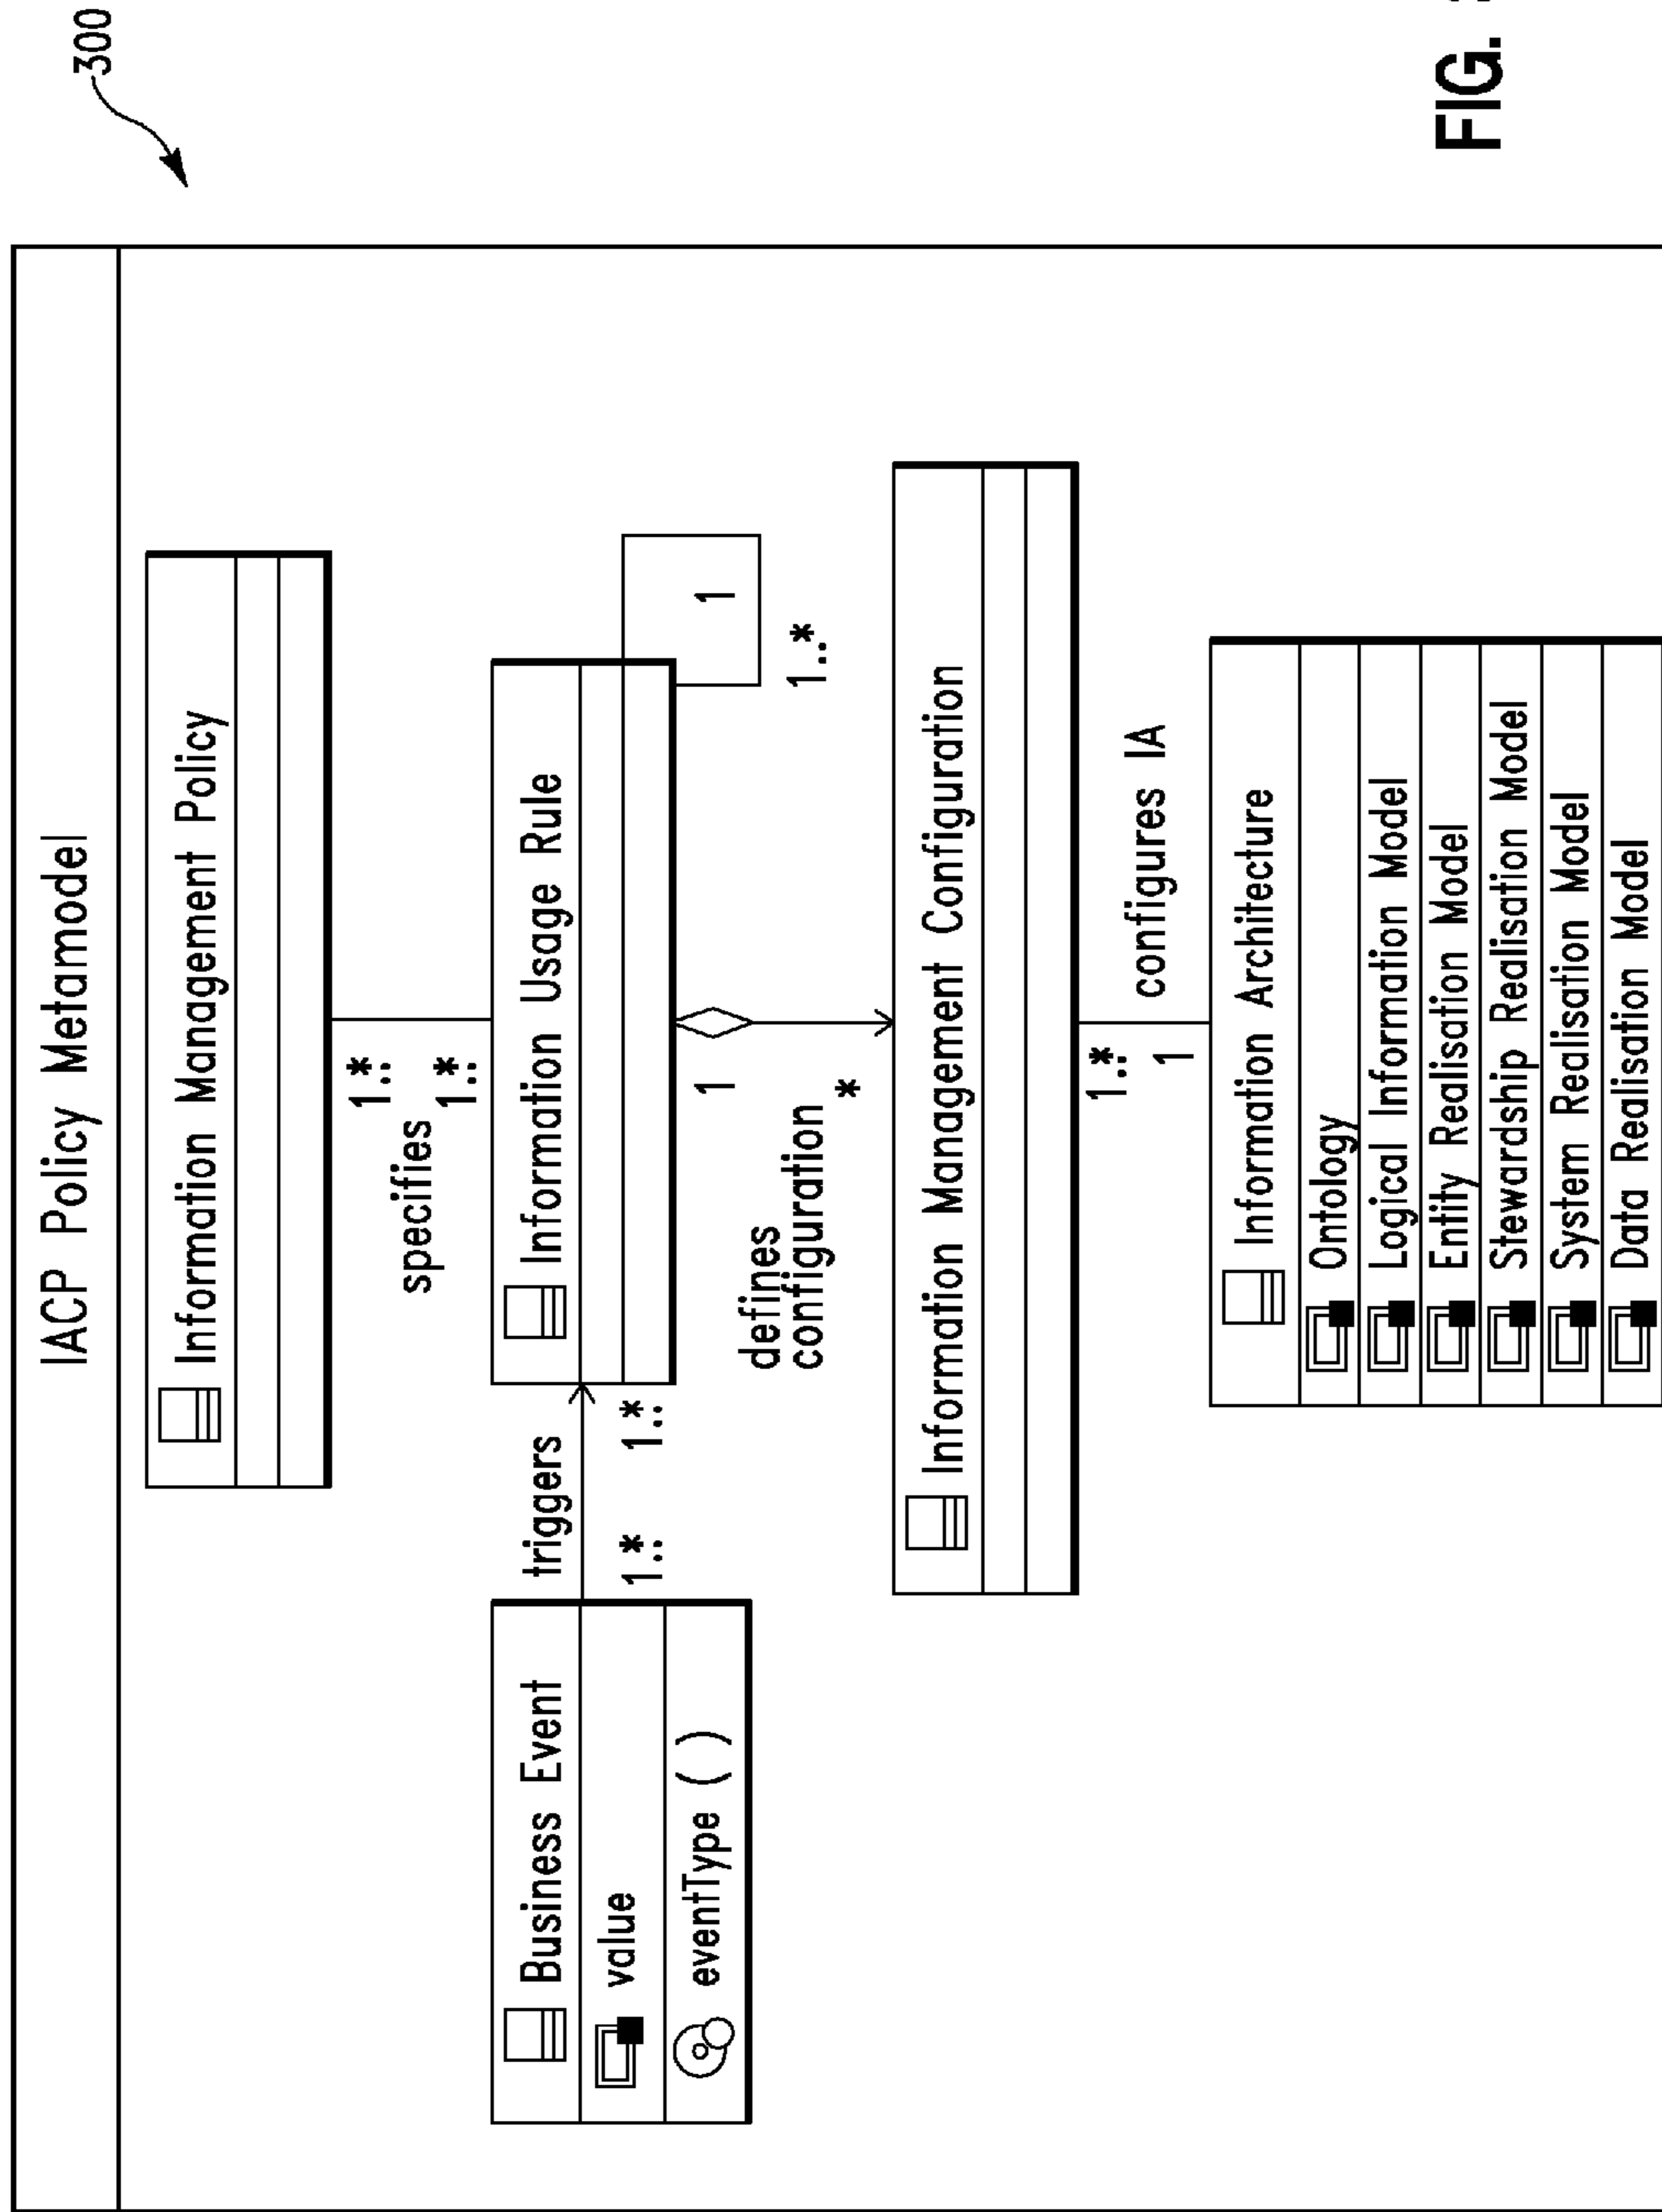 300
IACP Policy Metamodel
Information Management Policy
1..*
specifies
1..*
Business Event
value
eventType ( )
triggers
1..*
1..*
Information Usage Rule
1
1..*
1
defines
configuration
*
Information Management Configuration
1..*
configures IA
1
Information Architecture
Ontology
Logical Information Model
Entity Realisation Model
Stewardship Realisation Model
System Realisation Model
Data Realisation Model
FIG.